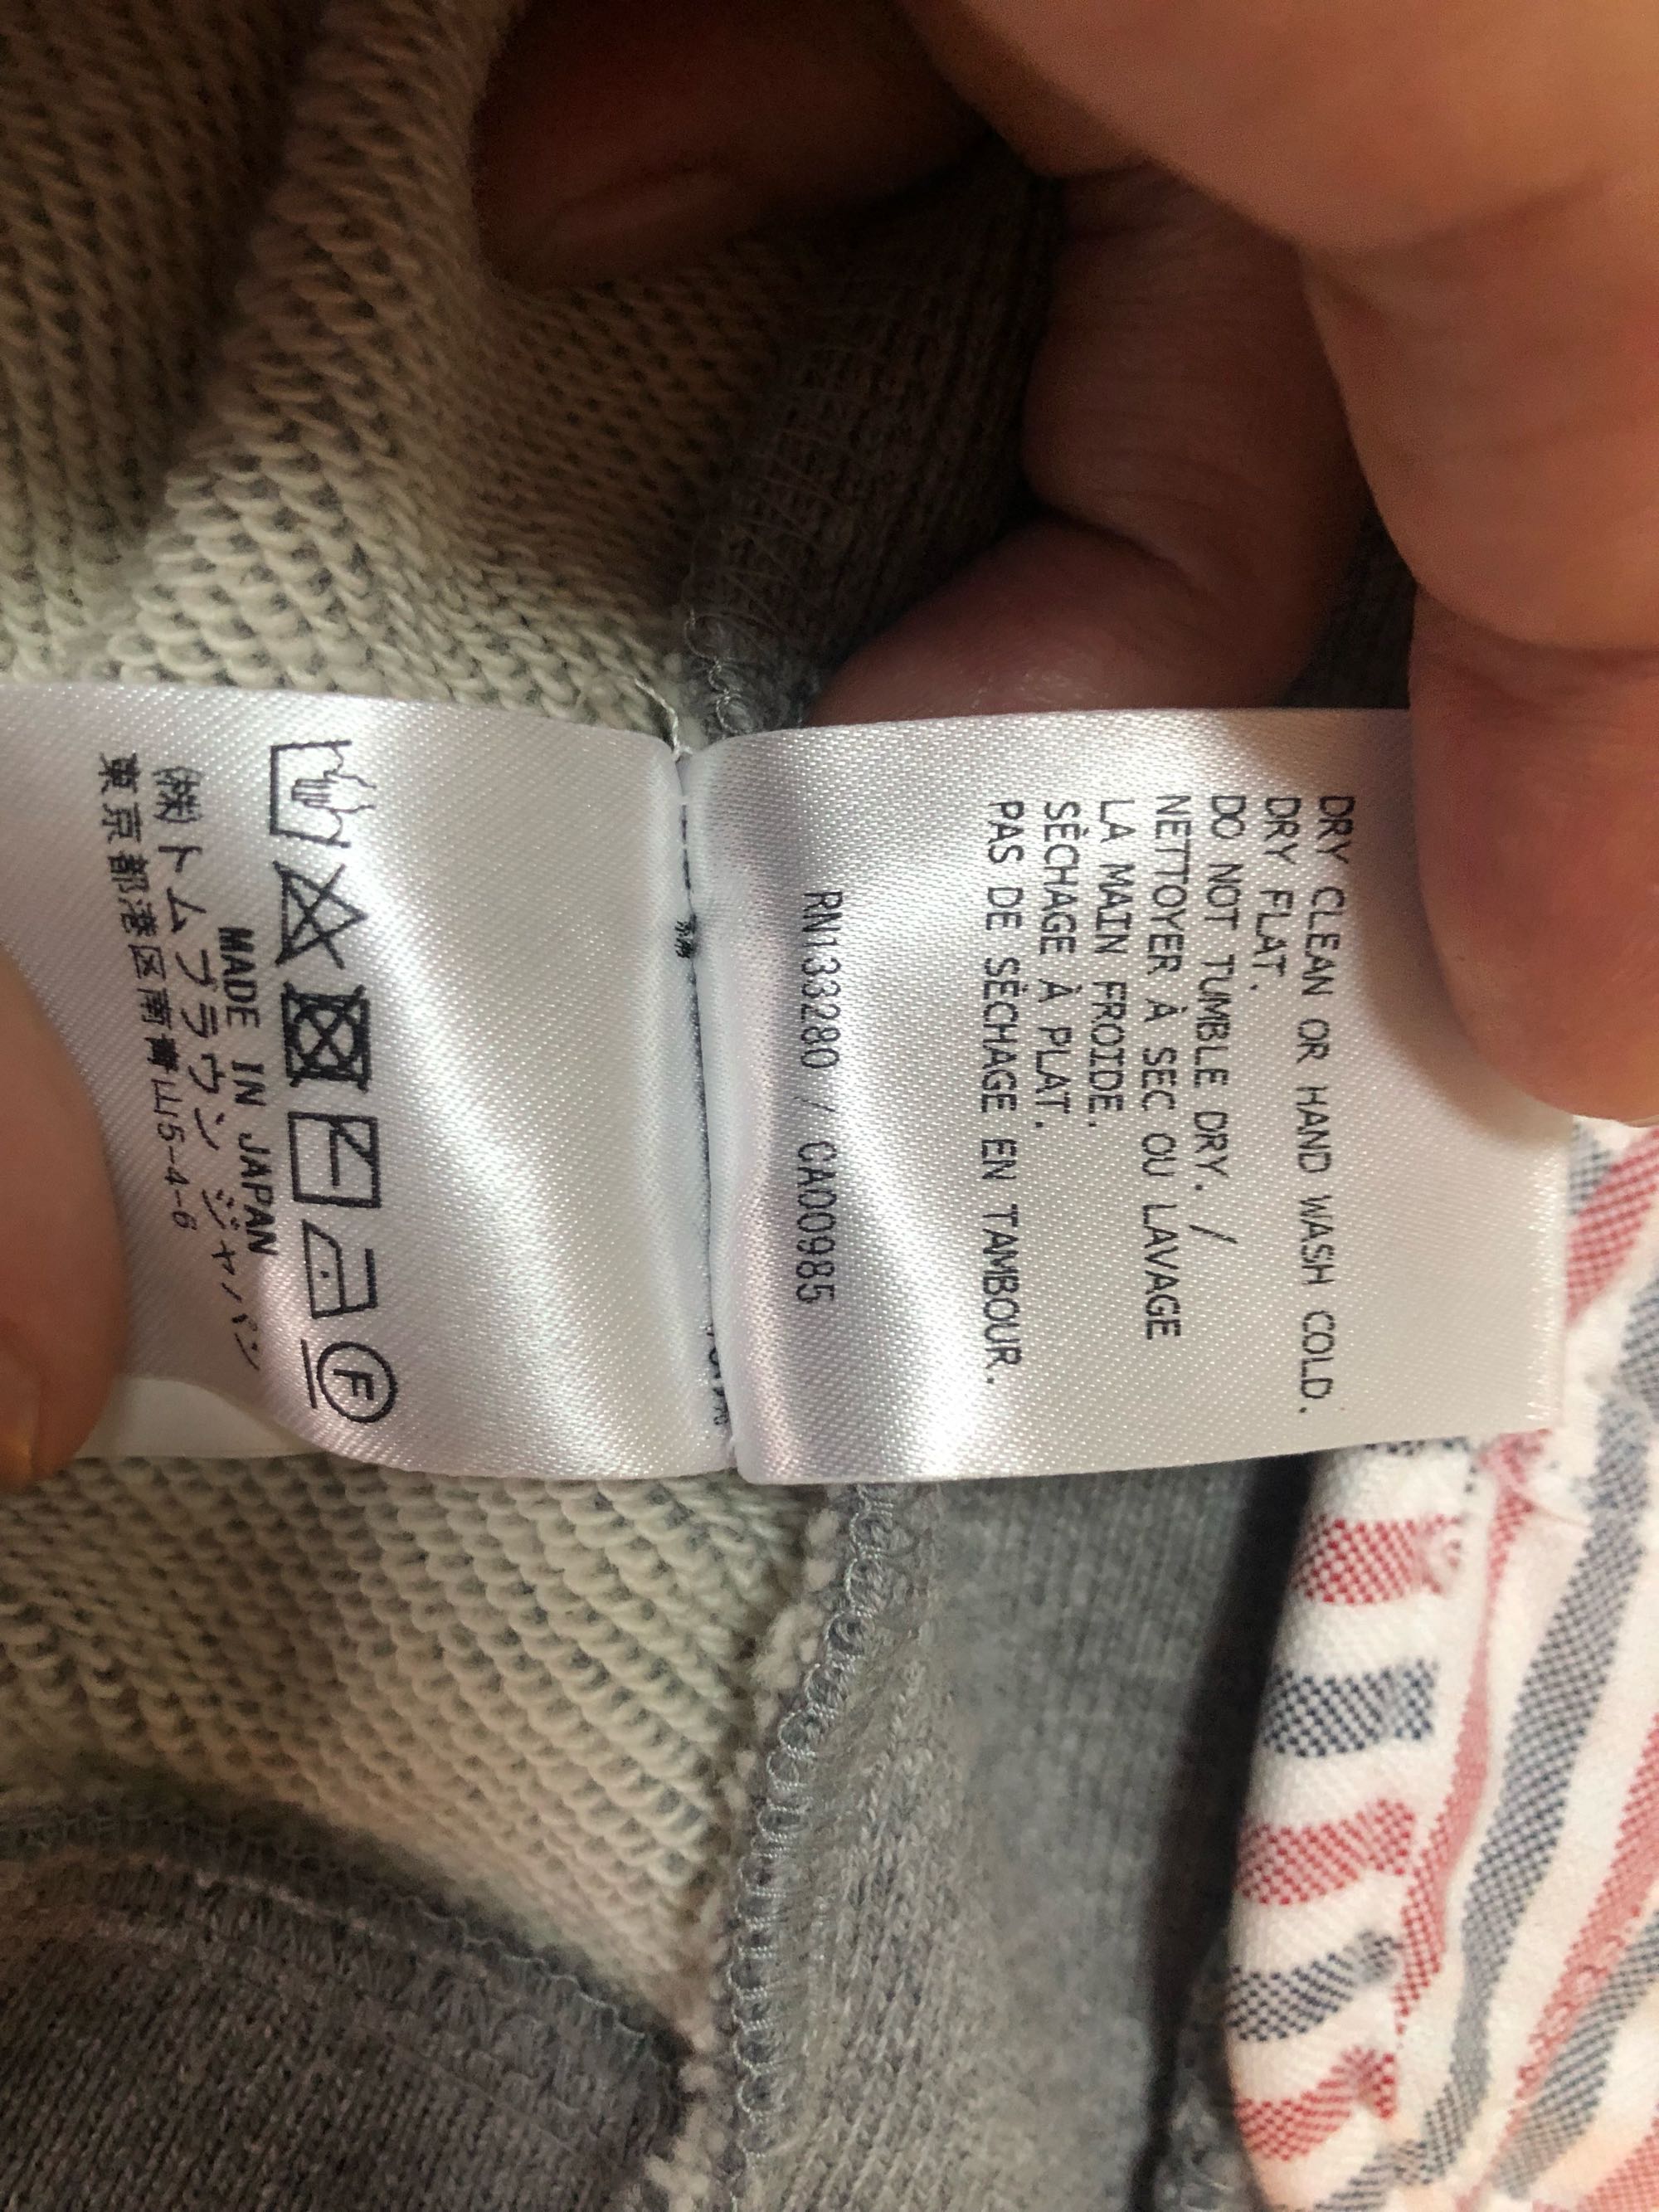 DRY CLEAN OR HAND WASH COLD.
DRY FLAT.
DO NOT TUMBLE DRY. /
NETTOYER À SEC OU LAVAGE
LA MAIN FROIDE.
SÉCHAGE À PLAT.
PAS DE SÉCHAGE EN TAMBOUR.
RN133280 / CA00985
F
MADE IN JAPAN
㈱トムブラウン ジャパン
東京都港区南青山5-4-6